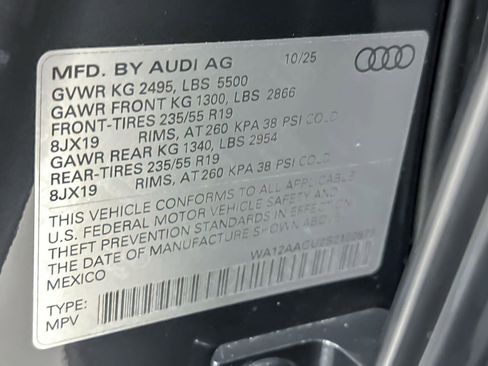 MFD. BY AUDI AG 10/25
GVWR KG 2495, LBS 5500
GAWR FRONT KG 1300, LBS 2866
FRONT-TIRES 235/55 R19
8JX19 RIMS, AT 260 KPA 38 PSI COLD
GAWR REAR KG 1340, LBS 2954
REAR-TIRES 235/55 R19
8JX19 RIMS, AT 260 KPA 38 PSI COLD
THIS VEHICLE CONFORMS TO ALL APPLICABLE
U.S. FEDERAL MOTOR VEHICLE SAFETY AND
THEFT PREVENTION STANDARDS IN EFFECT ON
THE DATE OF MANUFACTURE SHOWN ABOVE
MEXICO
TYPE:
MPV